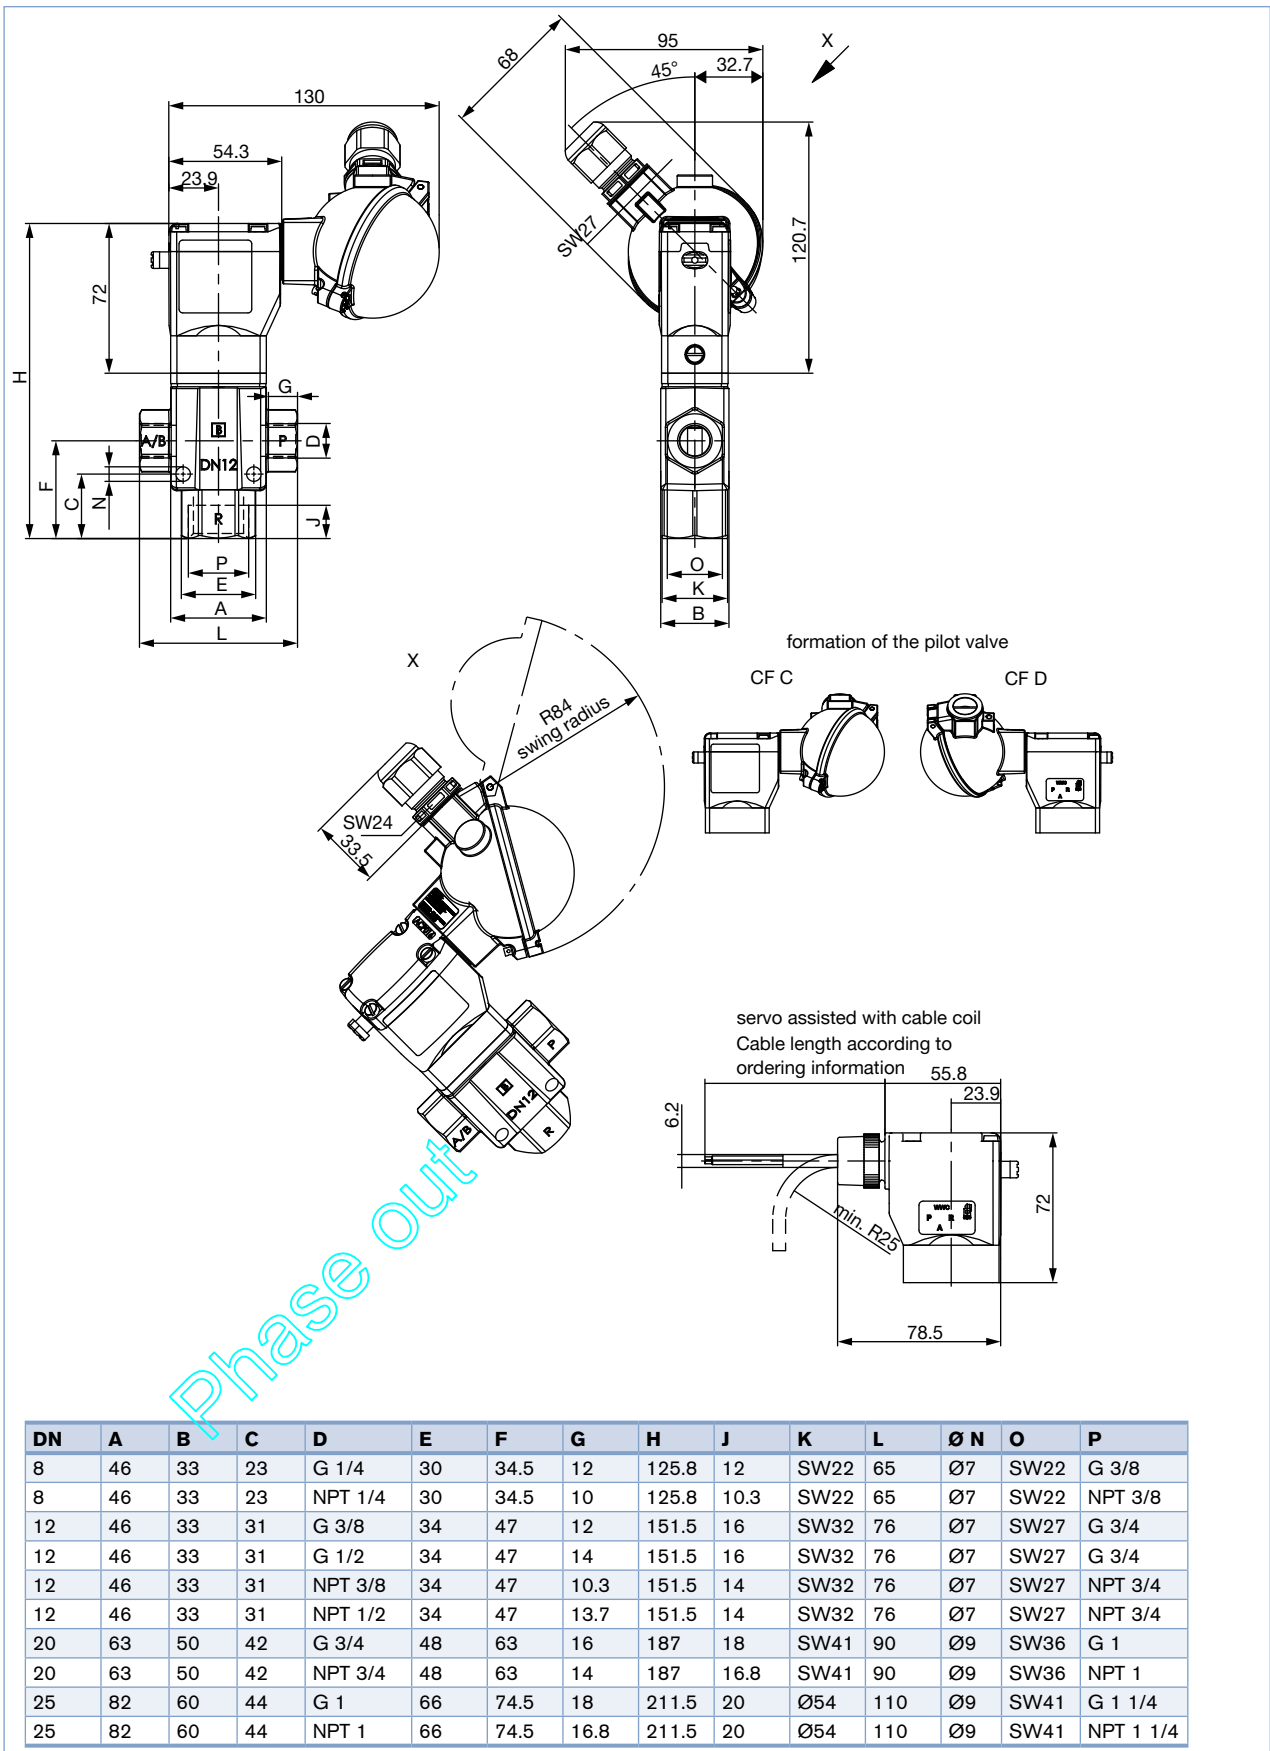 130
54.3
23.9
72
H
F
C
N
G
D
J
A/B
B
P
DN12
R
P
E
A
L
95
68
45°
32.7
X
SW27
120.7
O
K
B
X
R84
swing radius
SW24
33.5
A/B
B
DN12
P
R
formation of the pilot valve
CF C
CF D
P R
A
servo assisted with cable coil
Cable length according to
ordering information
55.8
23.9
6.2
72
min. R25
P R
A
78.5
Phase out
DN A B C D E F G H J K L Ø N O P
8 46 33 23 G 1/4 30 34.5 12 125.8 12 SW22 65 Ø7 SW22 G 3/8
8 46 33 23 NPT 1/4 30 34.5 10 125.8 10.3 SW22 65 Ø7 SW22 NPT 3/8
12 46 33 31 G 3/8 34 47 12 151.5 16 SW32 76 Ø7 SW27 G 3/4
12 46 33 31 G 1/2 34 47 14 151.5 16 SW32 76 Ø7 SW27 G 3/4
12 46 33 31 NPT 3/8 34 47 10.3 151.5 14 SW32 76 Ø7 SW27 NPT 3/4
12 46 33 31 NPT 1/2 34 47 13.7 151.5 14 SW32 76 Ø7 SW27 NPT 3/4
20 63 50 42 G 3/4 48 63 16 187 18 SW41 90 Ø9 SW36 G 1
20 63 50 42 NPT 3/4 48 63 14 187 16.8 SW41 90 Ø9 SW36 NPT 1
25 82 60 44 G 1 66 74.5 18 211.5 20 Ø54 110 Ø9 SW41 G 1 1/4
25 82 60 44 NPT 1 66 74.5 16.8 211.5 20 Ø54 110 Ø9 SW41 NPT 1 1/4